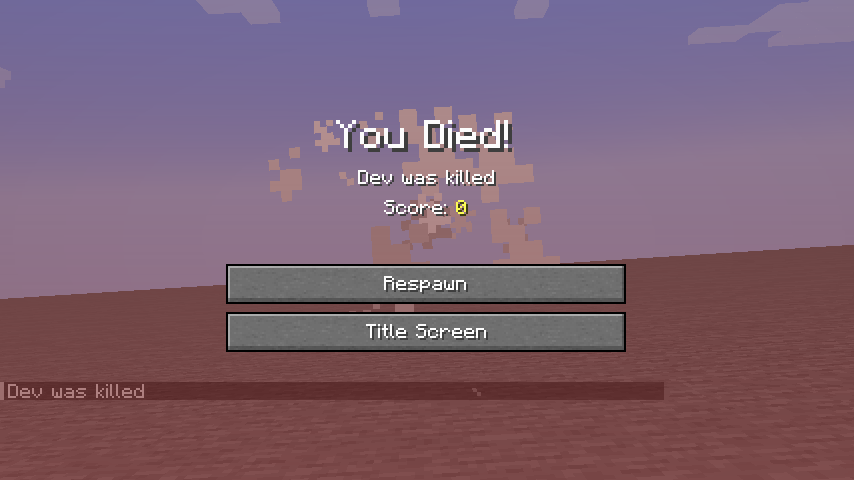 You Died!
Dev was killed
Score: 0
Respawn
Title Screen
Dev was killed